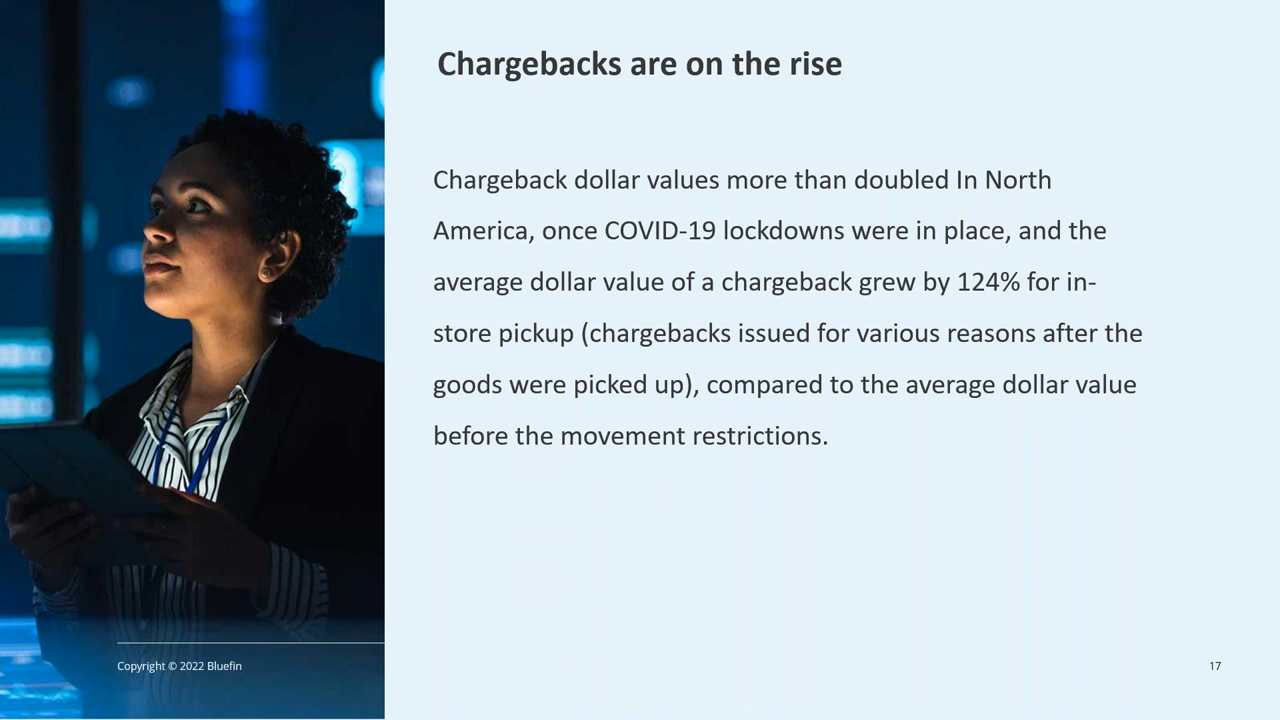 Chargebacks are on the rise
Chargeback dollar values more than doubled In North
America, once COVID-19 lockdowns were in place, and the
average dollar value of a chargeback grew by 124% for in-
store pickup (chargebacks issued for various reasons after the
goods were picked up), compared to the average dollar value
before the movement restrictions.
Copyright © 2022 Bluefin
17